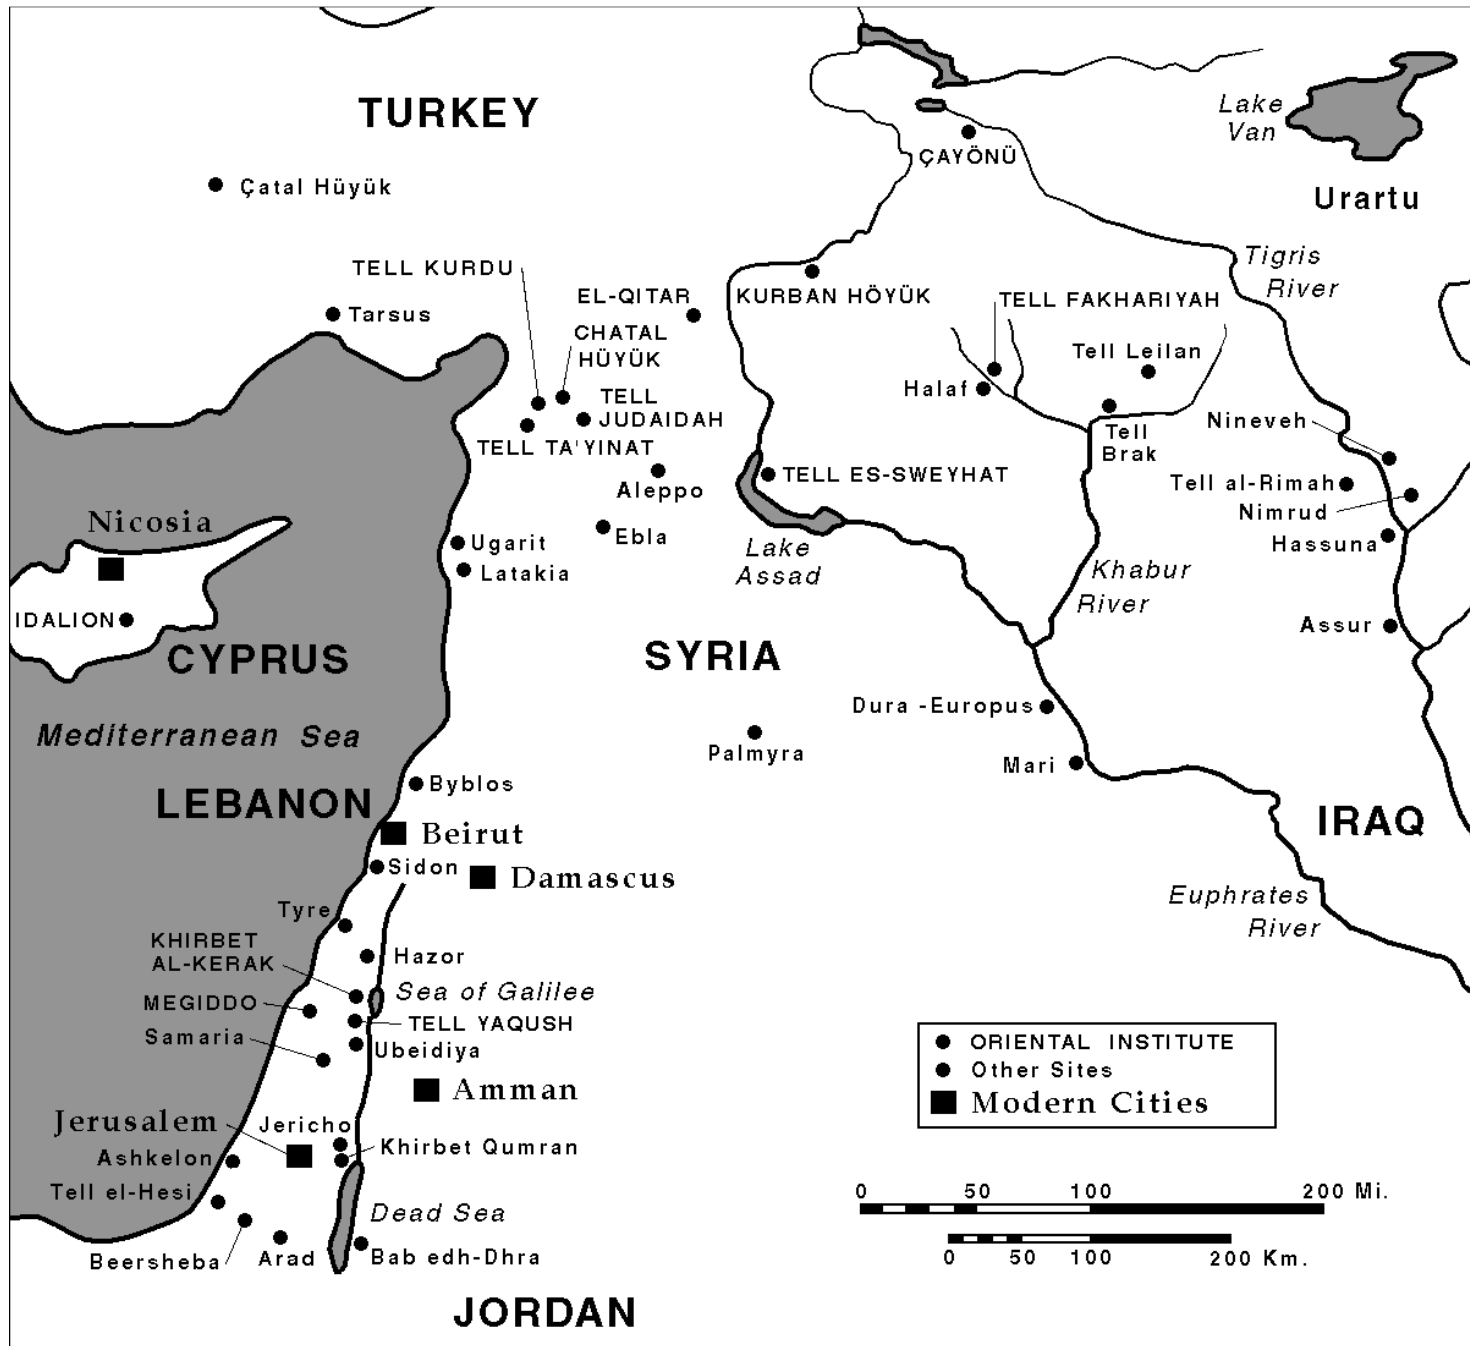 TURKEY
Lake
Van
ÇAYÖNÜ
Çatal Hüyük
Urartu
Tigris
River
TELL KURDU
EL-QITAR
KURBAN HÖYÜK
TELL FAKHARIYAH
Tarsus
CHATAL
HÜYÜK
Tell Leilan
Halaf
TELL
JUDAIDAH
Nineveh
Tell
Brak
TELL TA'YINAT
TELL ES-SWEYHAT
Tell al-Rimah
Aleppo
Nimrud
Nicosia
Ugarit
Ebla
Hassuna
Lake
Assad
Latakia
Khabur
River
IDALION
Assur
CYPRUS
SYRIA
Dura -Europus
Mediterranean Sea
Palmyra
Mari
Byblos
LEBANON
IRAQ
Beirut
Sidon
Damascus
Euphrates
River
Tyre
KHIRBET
AL-KERAK
Hazor
Sea of Galilee
MEGIDDO
TELL YAQUSH
Samaria
Ubeidiya
ORIENTAL INSTITUTE
Other Sites
Modern Cities
Amman
Jerusalem
Jericho
Khirbet Qumran
Ashkelon
Tell el-Hesi
Dead Sea
0 50 100 200 Mi.
0 50 100 200 Km.
Beersheba
Arad
Bab edh-Dhra
JORDAN